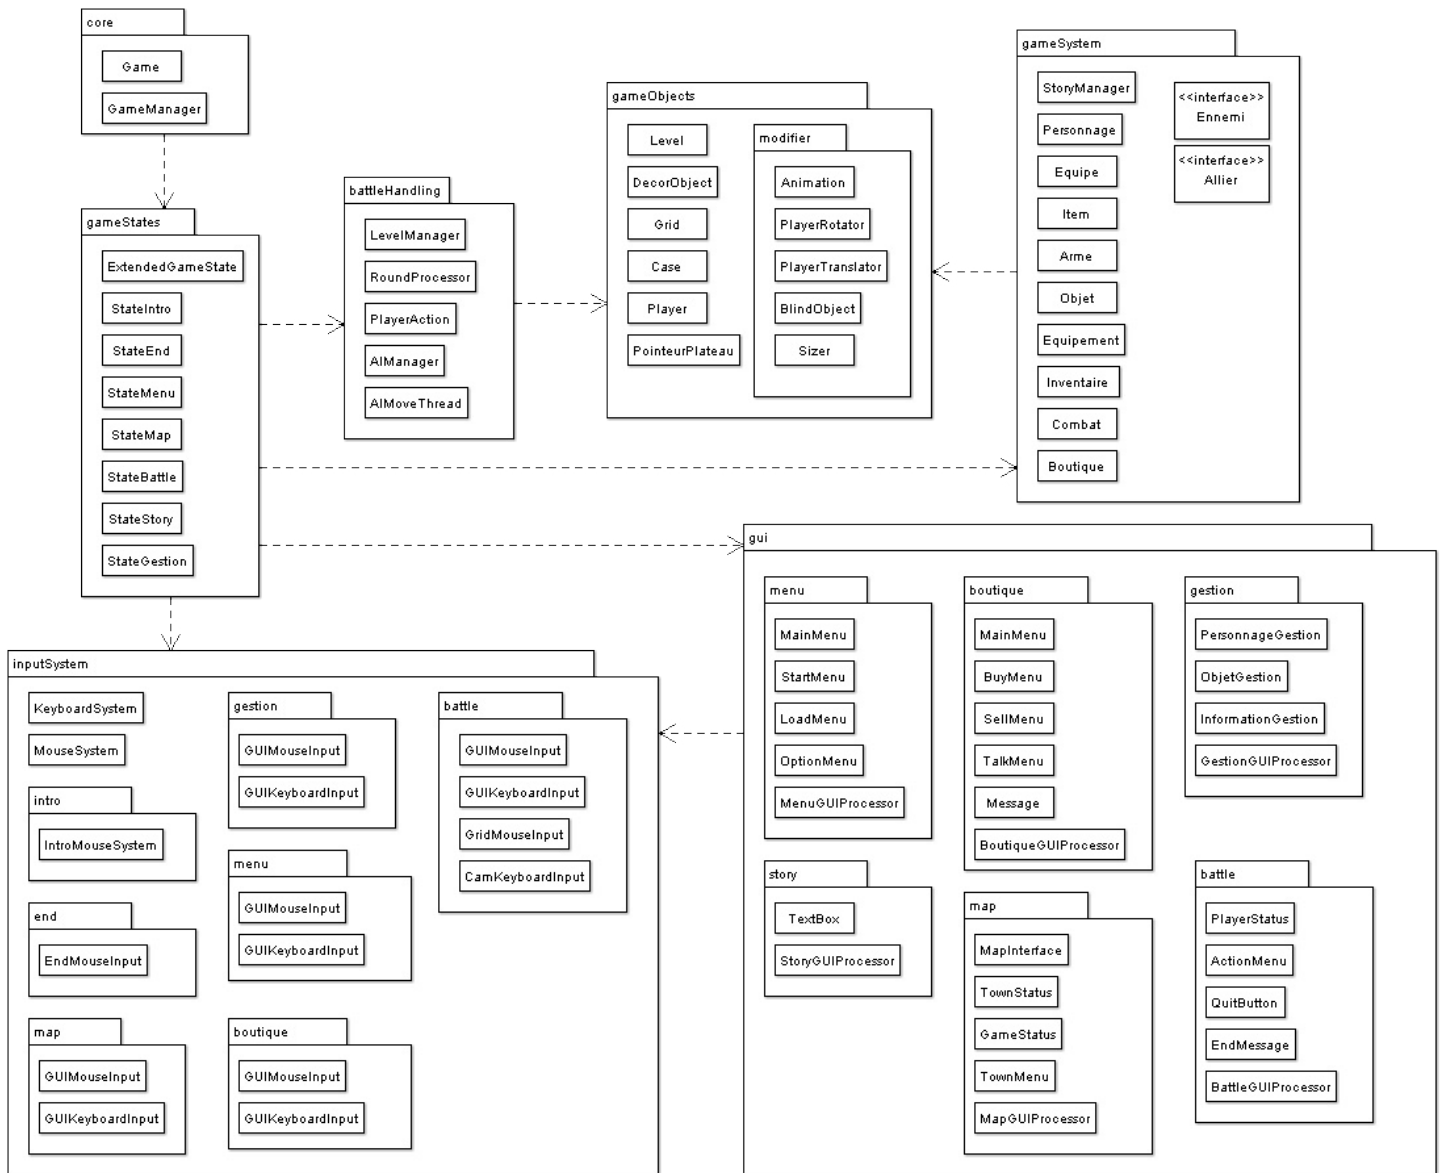 core
Game
GameManager
gameStates
ExtendedGameState
StateIntro
StateEnd
StateMenu
StateMap
StateBattle
StateStory
StateGestion
battleHandling
LevelManager
RoundProcessor
PlayerAction
AIManager
AIMoveThread
gameObjects
Level
DecorObject
Grid
Case
Player
PointeurPlateau
modifier
Animation
PlayerRotator
PlayerTranslator
BlindObject
Sizer
gameSystem
StoryManager
Personnage
Equipe
Item
Arme
Objet
Equipement
Inventaire
Combat
Boutique
<<interface>>
Ennemi
<<interface>>
Allier
inputSystem
KeyboardSystem
MouseSystem
intro
IntroMouseSystem
end
EndMouseInput
map
GUIMouseInput
GUIKeyboardInput
gestion
GUIMouseInput
GUIKeyboardInput
menu
GUIMouseInput
GUIKeyboardInput
boutique
GUIMouseInput
GUIKeyboardInput
battle
GUIMouseInput
GUIKeyboardInput
GridMouseInput
CamKeyboardInput
gui
menu
MainMenu
StartMenu
LoadMenu
OptionMenu
MenuGUIProcessor
story
TextBox
StoryGUIProcessor
boutique
MainMenu
BuyMenu
SellMenu
TalkMenu
Message
BoutiqueGUIProcessor
map
MapInterface
TownStatus
GameStatus
TownMenu
MapGUIProcessor
gestion
PersonnageGestion
ObjetGestion
InformationGestion
GestionGUIProcessor
battle
PlayerStatus
ActionMenu
QuitButton
EndMessage
BattleGUIProcessor